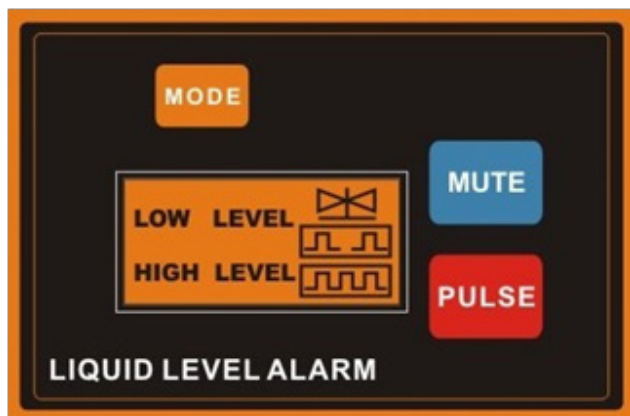 MODE
MUTE
LOW LEVEL
HIGH LEVEL
PULSE
LIQUID LEVEL ALARM